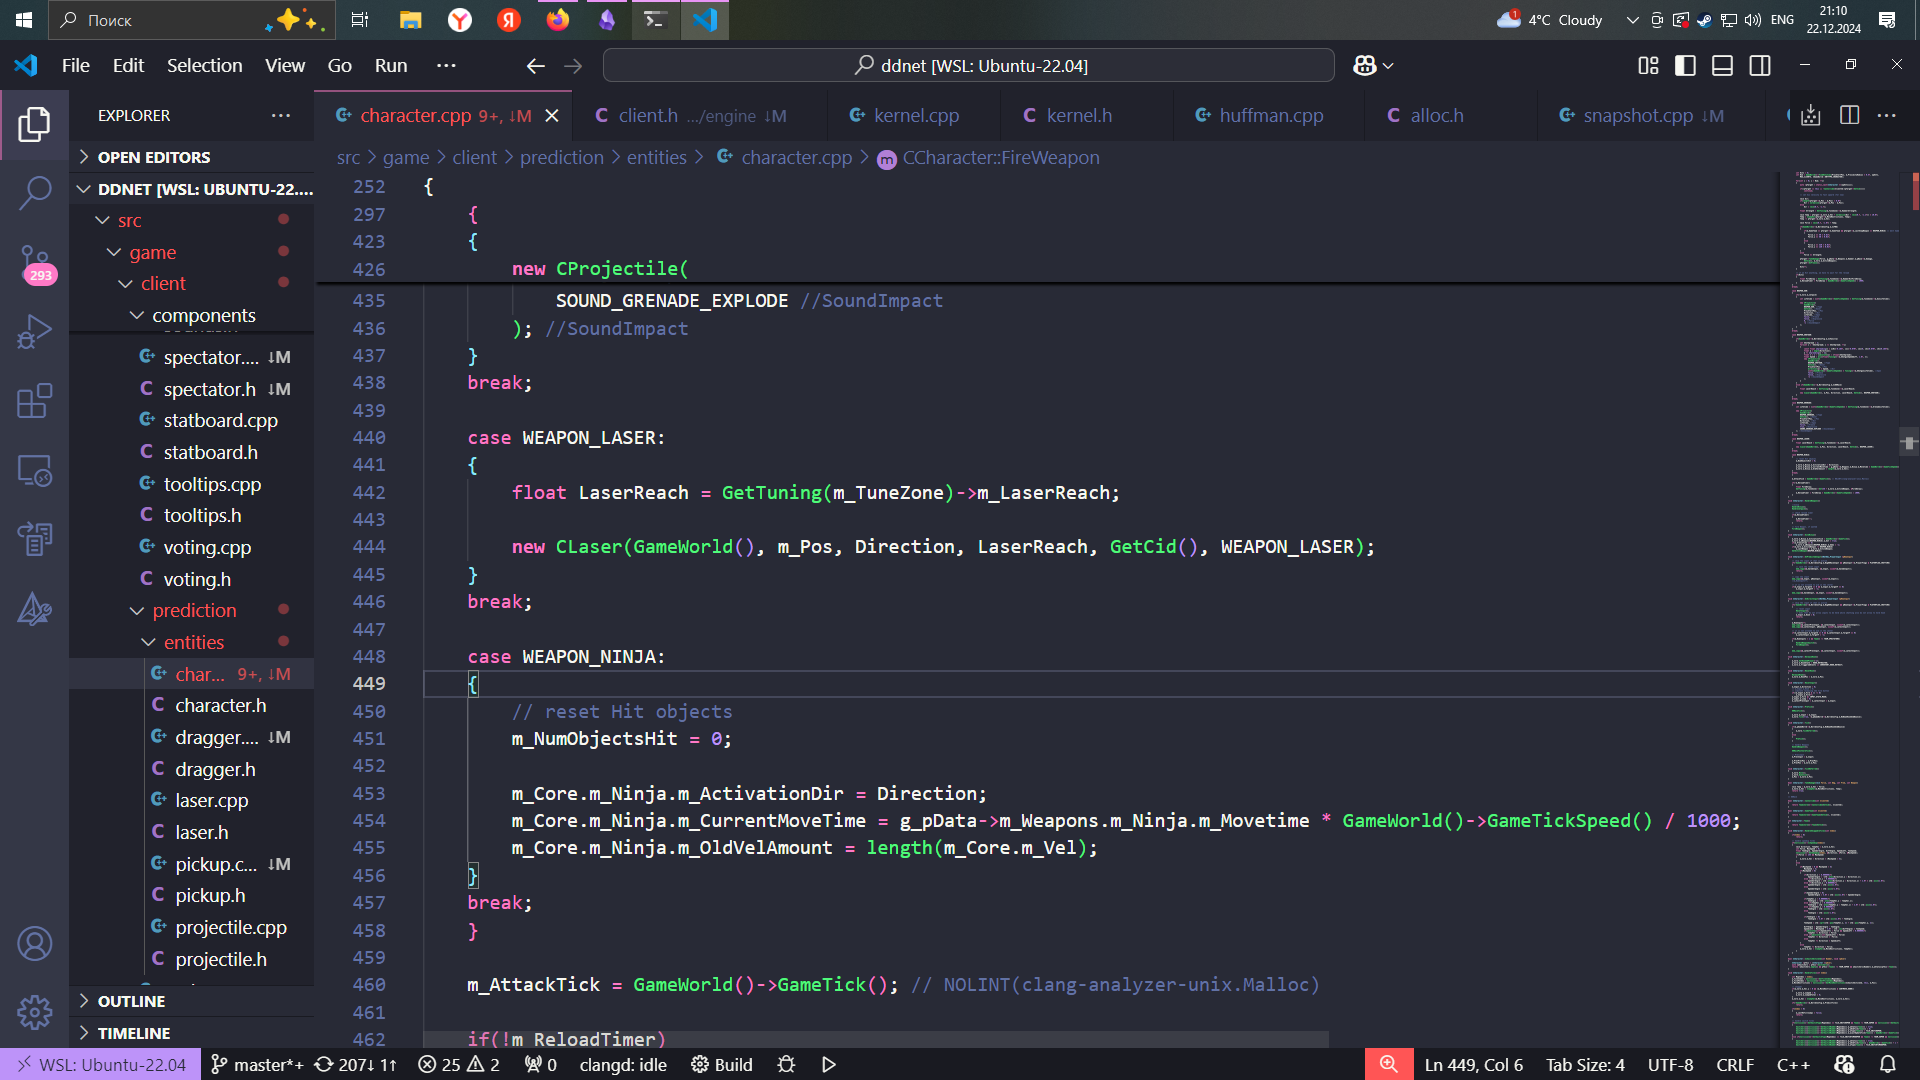 Поиск
1
4°C Cloudy
ENG
21:10
22.12.2024
File Edit Selection View Go Run ···
ddnet [WSL: Ubuntu-22.04]
EXPLORER
character.cpp 9+, ↓M
client.h .../engine ↓M
kernel.cpp
kernel.h
huffman.cpp
alloc.h
snapshot.cpp ↓M
OPEN EDITORS
DDNET [WSL: UBUNTU-22....
src
game
client
components
spectator.... ↓M
spectator.h ↓M
statboard.cpp
statboard.h
tooltips.cpp
tooltips.h
voting.cpp
voting.h
prediction
entities
char... 9+, ↓M
character.h
dragger.... ↓M
dragger.h
laser.cpp
laser.h
pickup.c... ↓M
pickup.h
projectile.cpp
projectile.h
OUTLINE
TIMELINE
293
src > game > client > prediction > entities > character.cpp > CCharacter::FireWeapon
252 {
297 {
423 {
426 new CProjectile(
435 SOUND_GRENADE_EXPLODE //SoundImpact
436 ); //SoundImpact
437 }
438 break;
439
440 case WEAPON_LASER:
441 {
442 float LaserReach = GetTuning(m_TuneZone)->m_LaserReach;
443
444 new CLaser(GameWorld(), m_Pos, Direction, LaserReach, GetCid(), WEAPON_LASER);
445 }
446 break;
447
448 case WEAPON_NINJA:
449 {
450 // reset Hit objects
451 m_NumObjectsHit = 0;
452
453 m_Core.m_Ninja.m_ActivationDir = Direction;
454 m_Core.m_Ninja.m_CurrentMoveTime = g_pData->m_Weapons.m_Ninja.m_Movetime * GameWorld()->GameTickSpeed() / 1000;
455 m_Core.m_Ninja.m_OldVelAmount = length(m_Core.m_Vel);
456 }
457 break;
458 }
459
460 m_AttackTick = GameWorld()->GameTick(); // NOLINT(clang-analyzer-unix.Malloc)
461
462 if(!m_ReloadTimer)
WSL: Ubuntu-22.04 master*+ 207↓ 1↑ 25 2 0 clangd: idle Build
Ln 449, Col 6 Tab Size: 4 UTF-8 CRLF C++